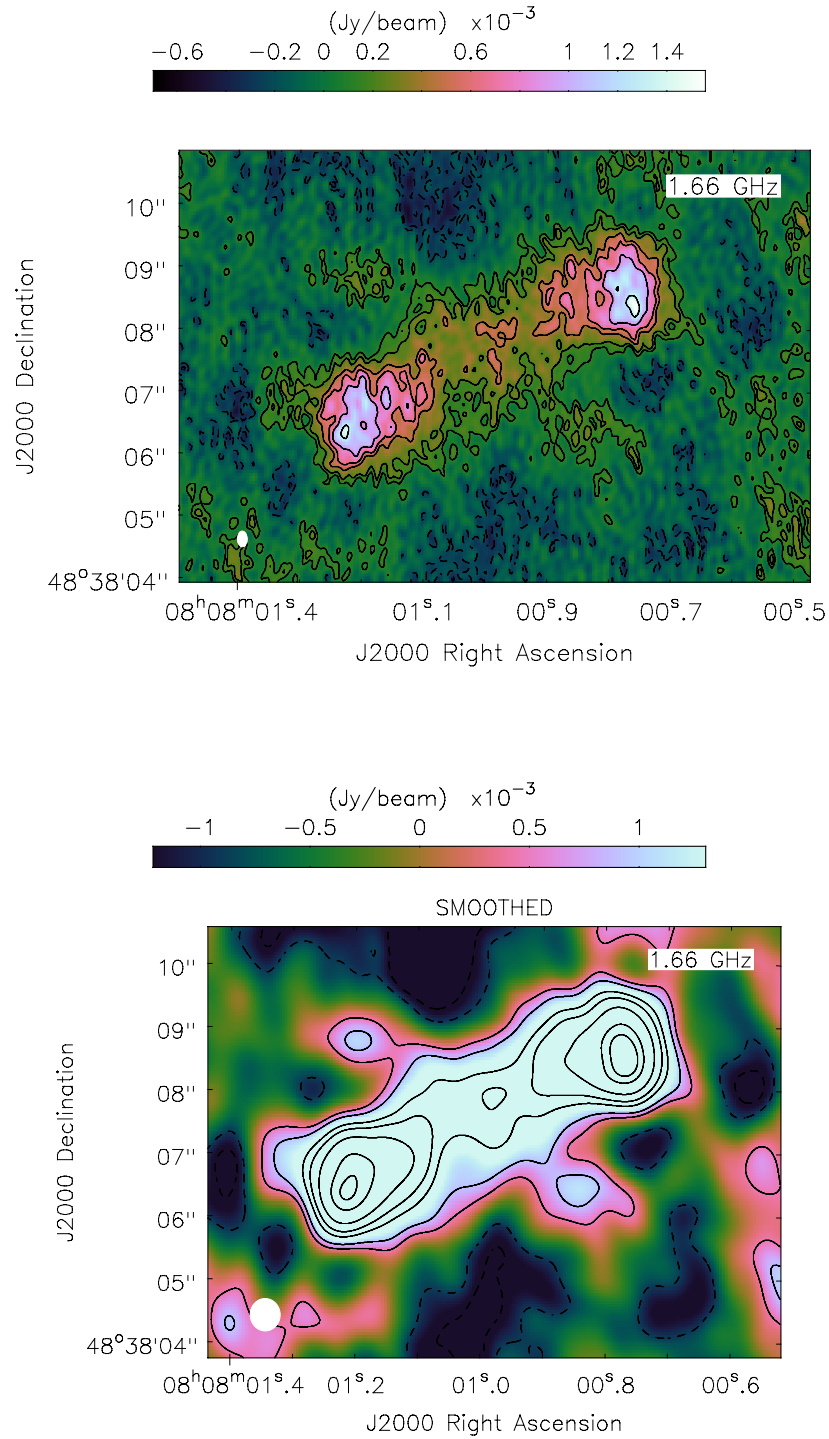 (Jy/beam) x10⁻³
−0.6 −0.2 0 0.2 0.6 1 1.2 1.4
1.66 GHz
10''
09''
08''
07''
06''
05''
48°38'04''
J2000 Declination
08ʰ08ᵐ01ˢ.4 01ˢ.1 00ˢ.9 00ˢ.7 00ˢ.5
J2000 Right Ascension
(Jy/beam) x10⁻³
−1 −0.5 0 0.5 1
SMOOTHED
1.66 GHz
10''
09''
08''
07''
06''
05''
48°38'04''
J2000 Declination
08ʰ08ᵐ01ˢ.4 01ˢ.2 01ˢ.0 00ˢ.8 00ˢ.6
J2000 Right Ascension